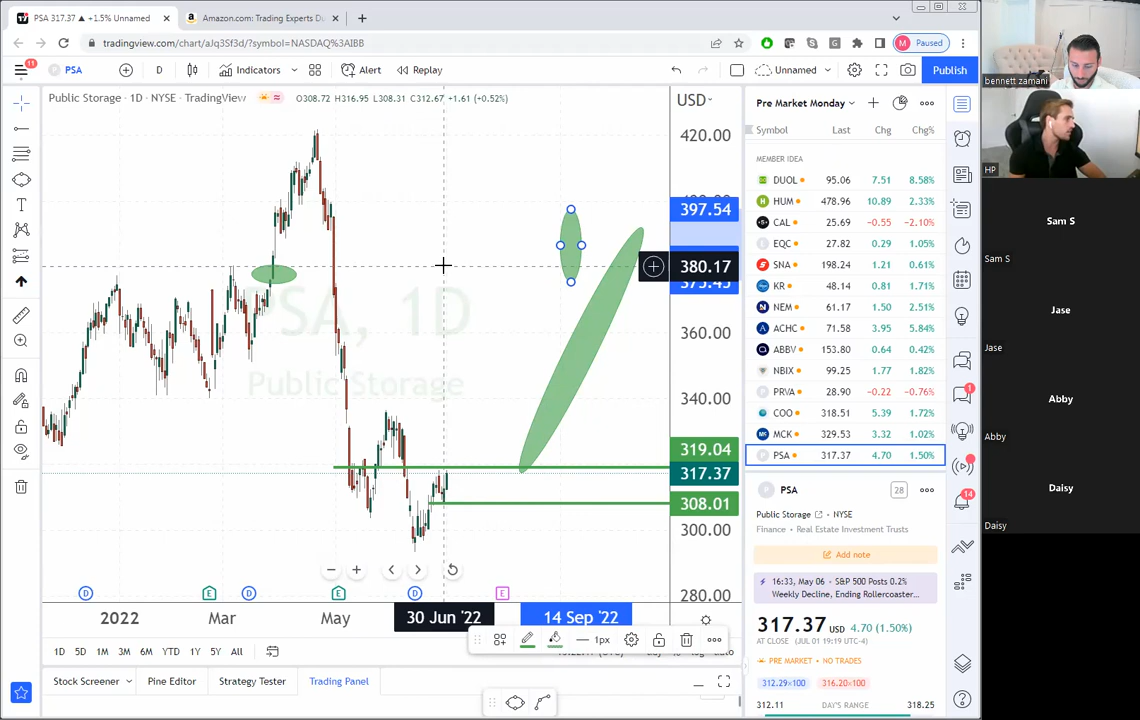 PSA 317.37 ▲ +1.5% Unnamed
Amazon.com: Trading Experts D
tradingview.com/chart/aJq3Sf3d/?symbol=NASDAQ%3AIBB
M Paused
11
PSA
D
Indicators
Alert
Replay
Unnamed
Publish
Public Storage · 1D · NYSE · TradingView
O308.72 H316.95 L308.31 C312.67 +1.61 (+0.52%)
USD
420.00
397.54
380.17
360.00
340.00
319.04
317.37
308.01
300.00
280.00
PSA, 1D
Public Storage
D
E
D
E
D
E
2022
Mar
May
30 Jun '22
14 Sep '22
1px
1D
5D
1M
3M
6M
YTD
1Y
5Y
All
Stock Screener
Pine Editor
Strategy Tester
Trading Panel
Pre Market Monday
Symbol Last Chg Chg%
MEMBER IDEA
DUOL 95.06 7.51 8.58%
HUM 478.96 10.89 2.33%
CAL 25.69 -0.55 -2.10%
EQC 27.82 0.29 1.05%
SNA 198.24 1.21 0.61%
KR 48.14 0.81 1.71%
NEM 61.17 1.50 2.51%
ACHC 71.58 3.95 5.84%
ABBV 153.80 0.64 0.42%
NBIX 99.25 1.77 1.82%
PRVA 28.90 -0.22 -0.76%
COO 318.51 5.39 1.72%
MCK 329.53 3.32 1.02%
PSA 317.37 4.70 1.50%
P PSA
28
Public Storage · NYSE
Finance · Real Estate Investment Trusts
Add note
16:33, May 06 · S&P 500 Posts 0.2%
Weekly Decline, Ending Rollercoaster...
317.37 USD 4.70 (1.50%)
AT CLOSE (JUL 01 19:19 UTC-4)
PRE MARKET · NO TRADES
312.29×100
316.20×100
312.11 DAY'S RANGE 318.25
1
14
bennett zamani
HP
Sam S
Sam S
Jase
Jase
Abby
Abby
Daisy
Daisy